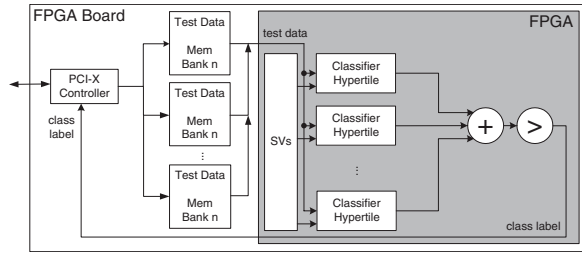 FPGA Board
FPGA
Test Data
Mem
Bank n
test data
Classifier
Hypertile
PCI-X
Controller
class
label
Test Data
Mem
Bank n
SVs
Classifier
Hypertile
+
>
...
...
Test Data
Mem
Bank n
Classifier
Hypertile
class label